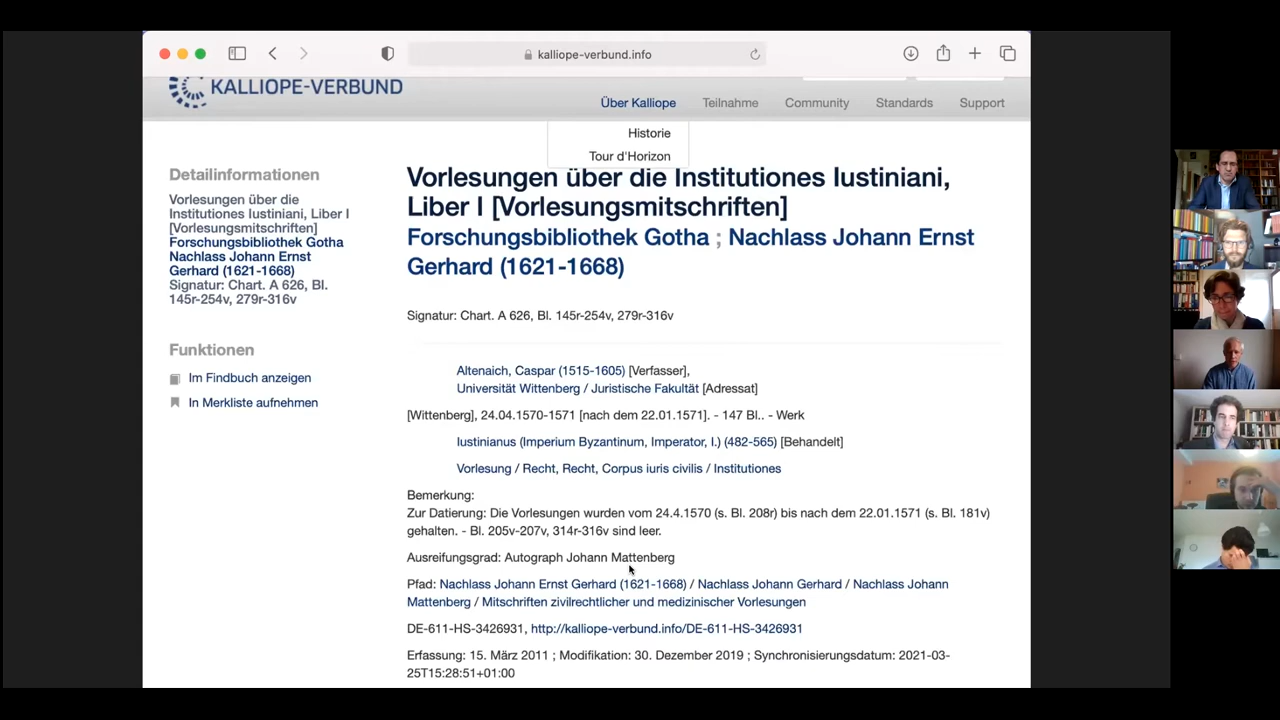 kalliope-verbund.info
KALLIOPE-VERBUND
Über Kalliope
Teilnahme
Community
Standards
Support
Historie
Tour d'Horizon
Detailinformationen
Vorlesungen über die
Institutiones Iustiniani, Liber I
[Vorlesungsmitschriften]
Forschungsbibliothek Gotha
Nachlass Johann Ernst
Gerhard (1621-1668)
Signatur: Chart. A 626, Bl.
145r-254v, 279r-316v
Funktionen
Im Findbuch anzeigen
In Merkliste aufnehmen
Vorlesungen über die Institutiones Iustiniani,
Liber I [Vorlesungsmitschriften]
Forschungsbibliothek Gotha ; Nachlass Johann Ernst
Gerhard (1621-1668)
Signatur: Chart. A 626, Bl. 145r-254v, 279r-316v
Altenaich, Caspar (1515-1605) [Verfasser],
Universität Wittenberg / Juristische Fakultät [Adressat]
[Wittenberg], 24.04.1570-1571 [nach dem 22.01.1571]. - 147 Bl.. - Werk
Iustinianus (Imperium Byzantinum, Imperator, I.) (482-565) [Behandelt]
Vorlesung / Recht, Recht, Corpus iuris civilis / Institutiones
Bemerkung:
Zur Datierung: Die Vorlesungen wurden vom 24.4.1570 (s. Bl. 208r) bis nach dem 22.01.1571 (s. Bl. 181v)
gehalten. - Bl. 205v-207v, 314r-316v sind leer.
Ausreifungsgrad: Autograph Johann Mattenberg
Pfad: Nachlass Johann Ernst Gerhard (1621-1668) / Nachlass Johann Gerhard / Nachlass Johann
Mattenberg / Mitschriften zivilrechtlicher und medizinischer Vorlesungen
DE-611-HS-3426931, http://kalliope-verbund.info/DE-611-HS-3426931
Erfassung: 15. März 2011 ; Modifikation: 30. Dezember 2019 ; Synchronisierungsdatum: 2021-03-
25T15:28:51+01:00